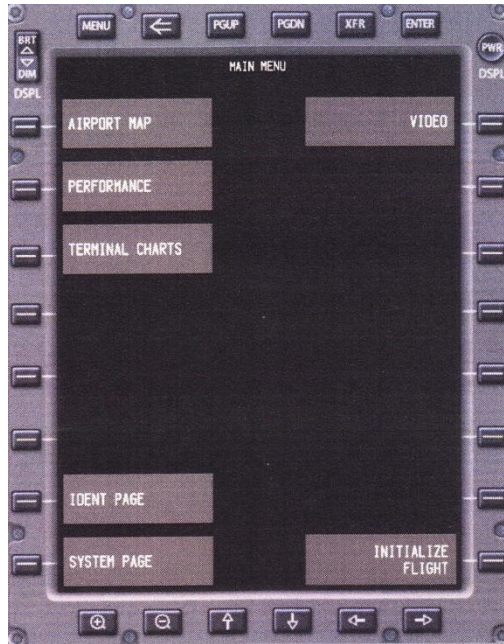 MENU
PGUP
PGDN
XFR
ENTER
BRT
DIM
DSPL
PWR
DSPL
MAIN MENU
AIRPORT MAP
VIDEO
PERFORMANCE
TERMINAL CHARTS
IDENT PAGE
SYSTEM PAGE
INITIALIZE
FLIGHT